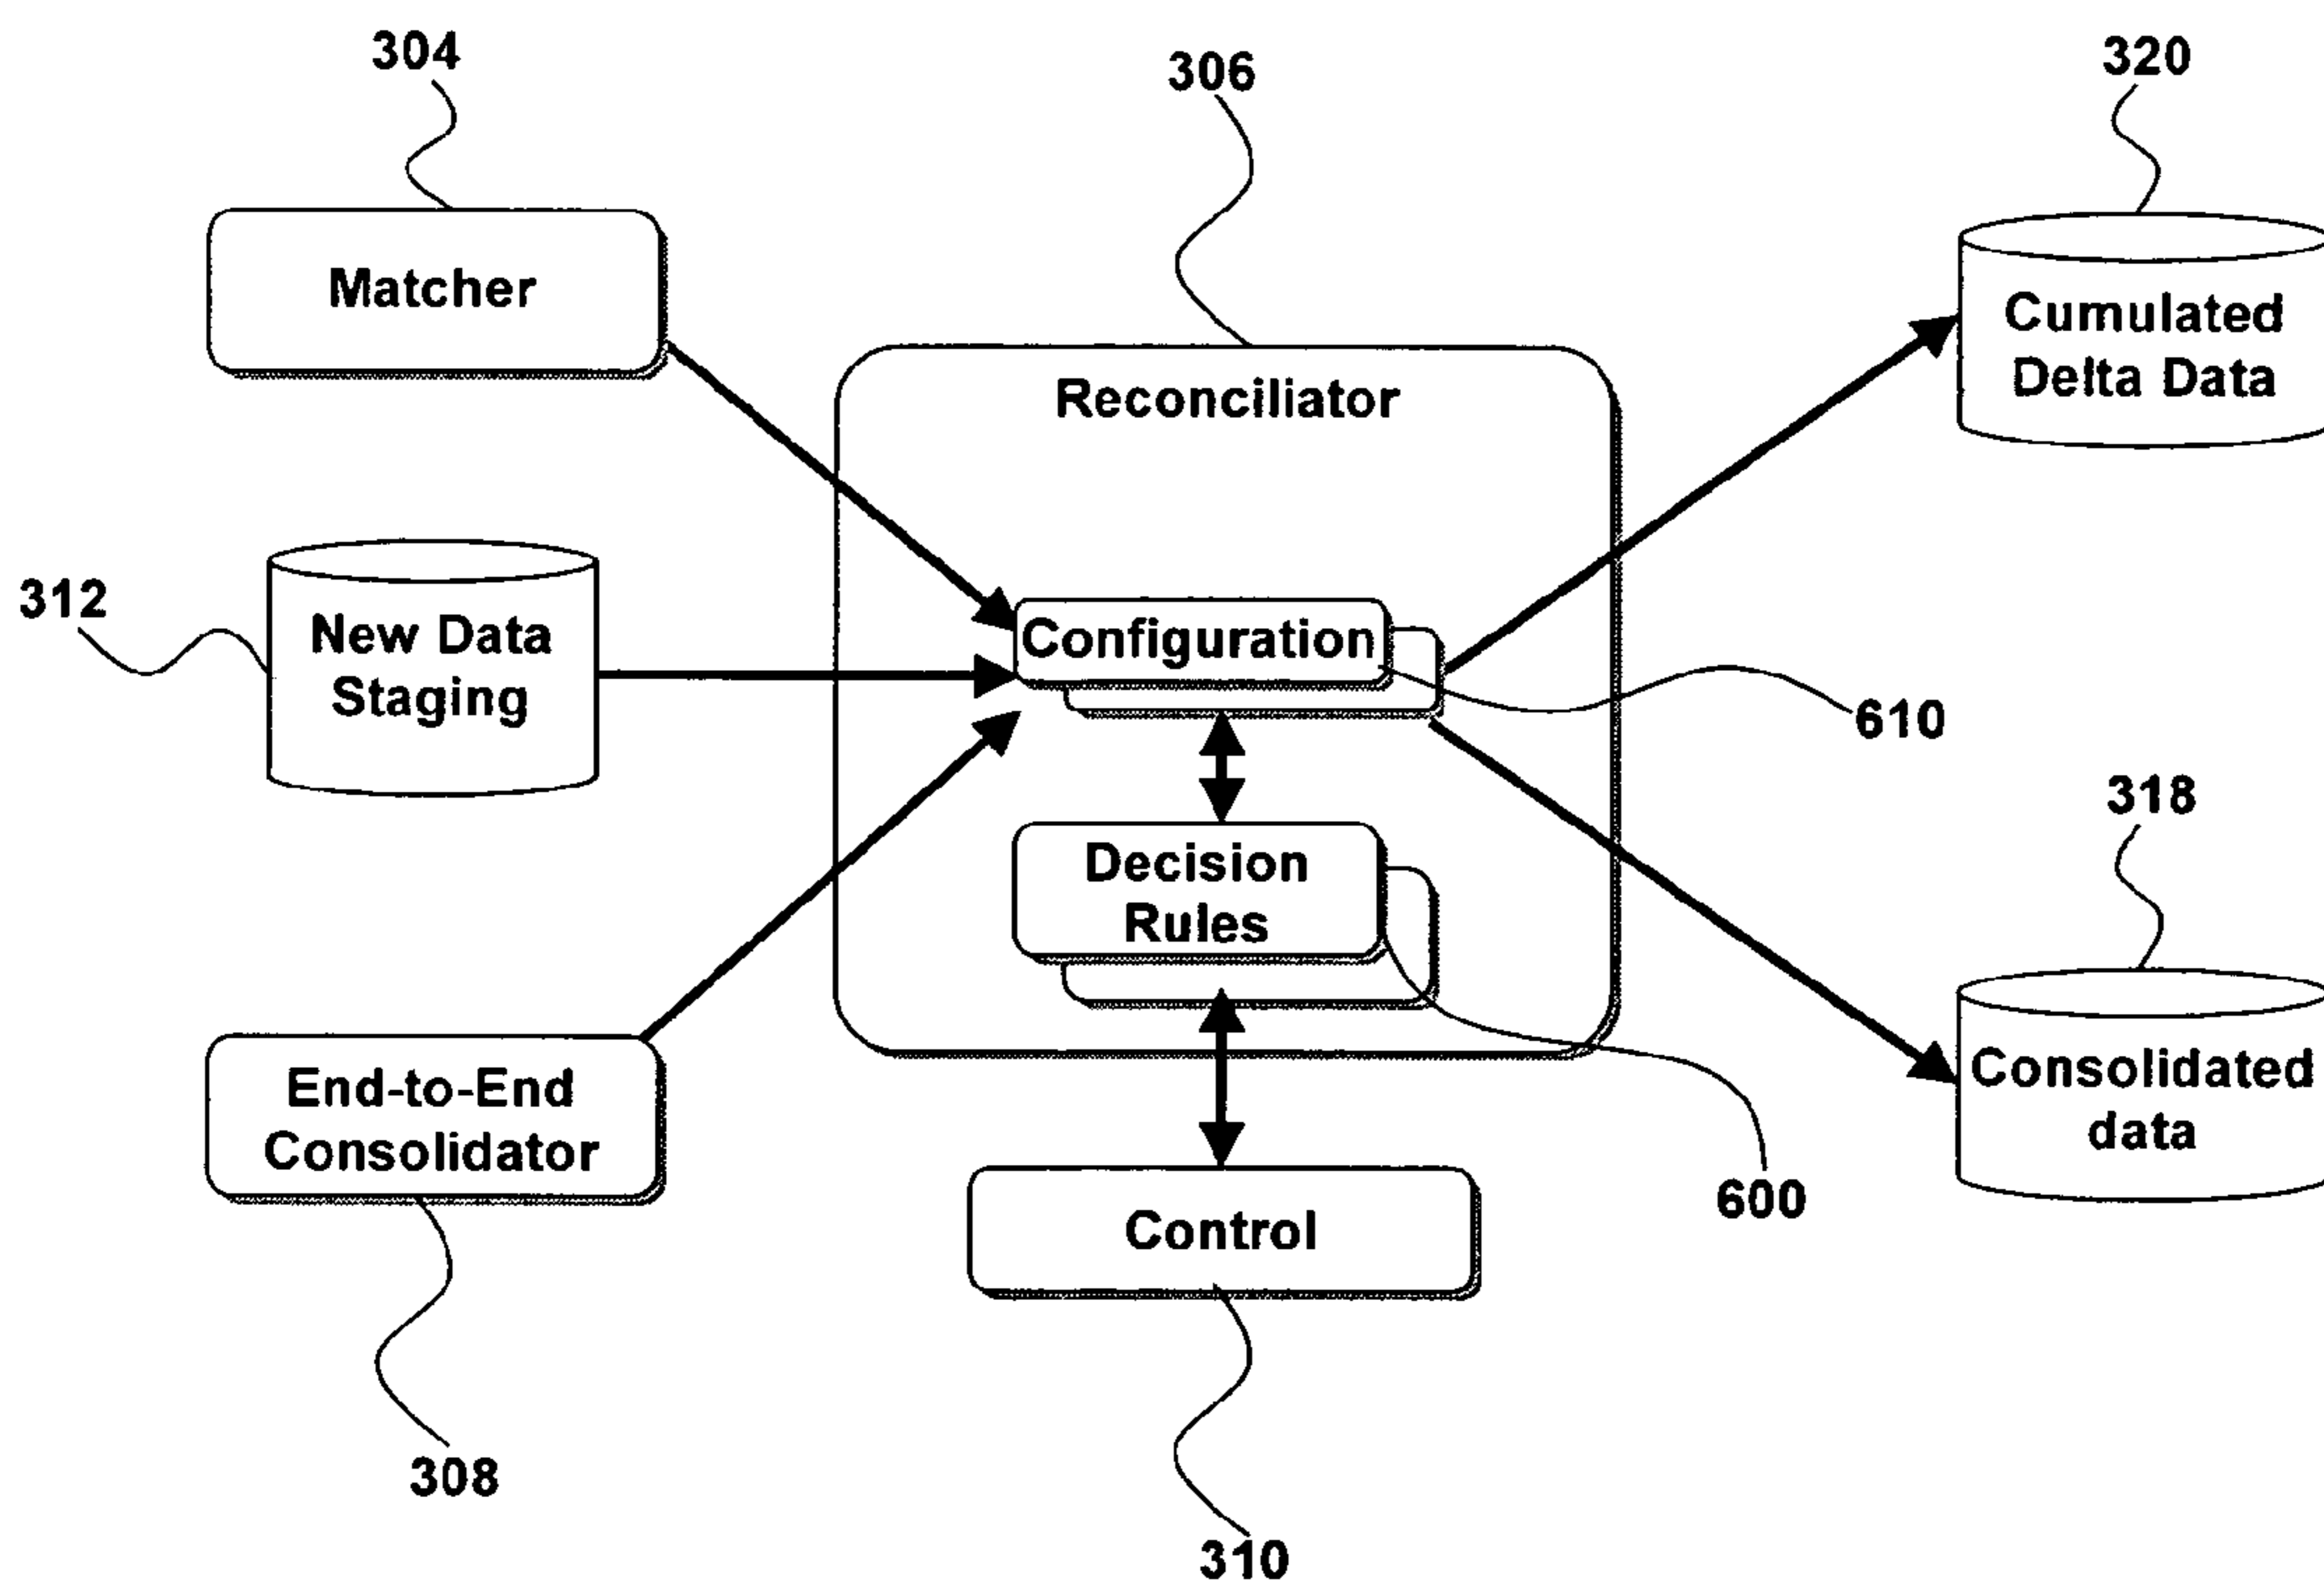 304
306
320
Matcher
Cumulated
Delta Data
Reconciliator
312
New Data
Staging
Configuration
610
318
Decision
Rules
End-to-End
Consolidator
Consolidated
data
600
Control
308
310